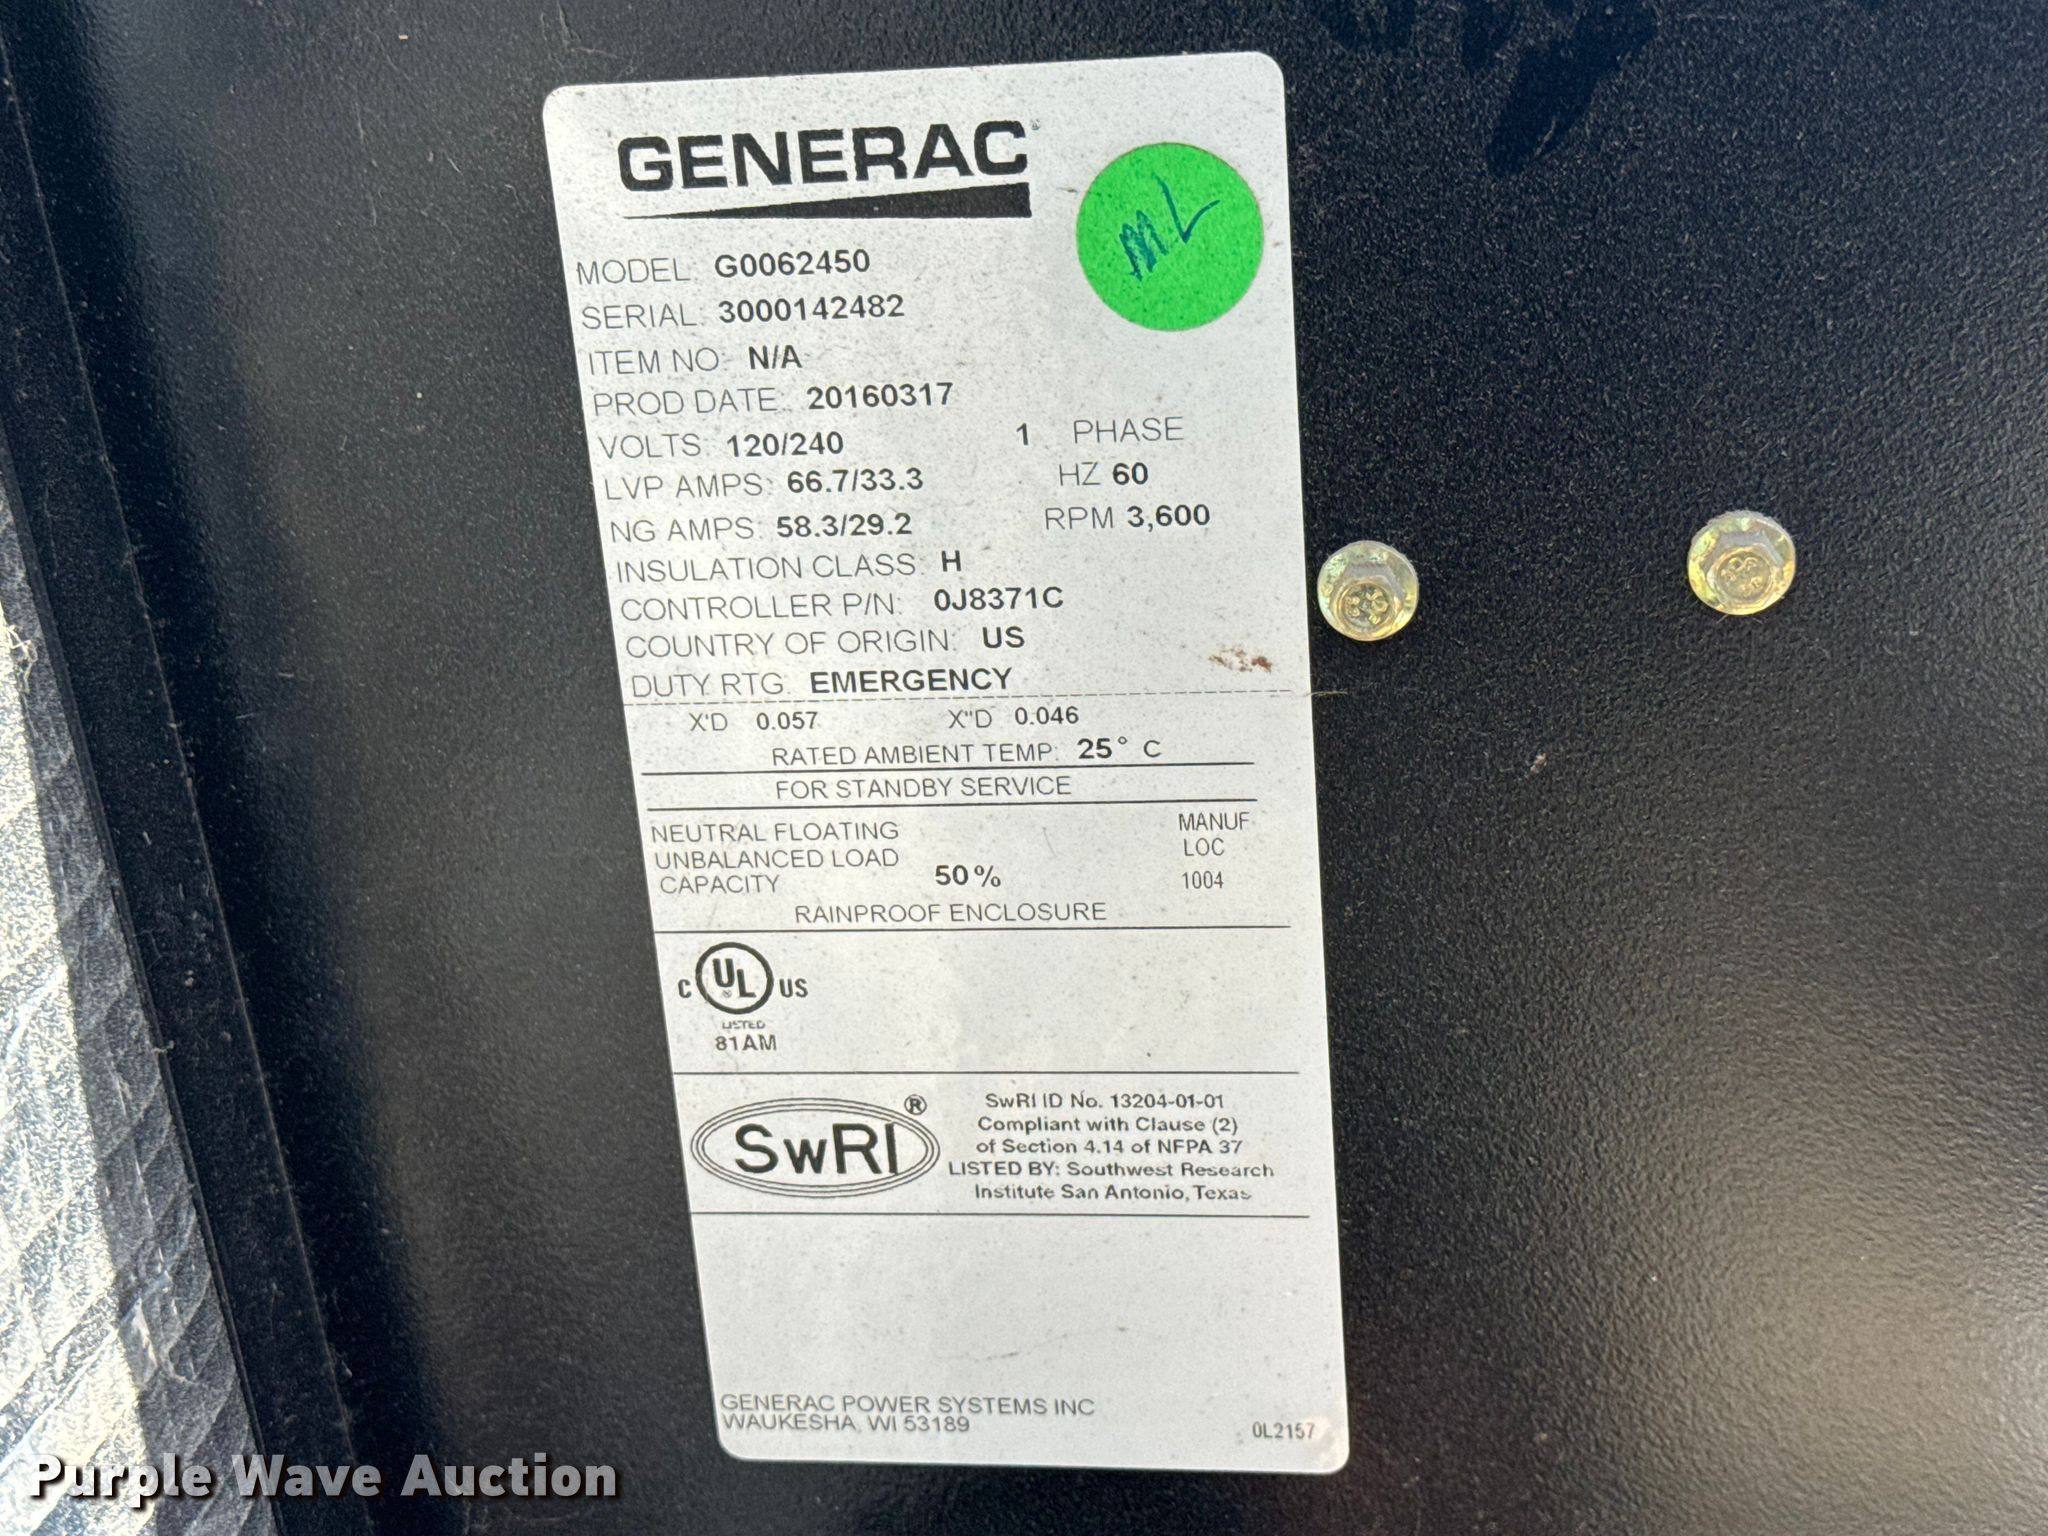 GENERAC
ML
MODEL: G0062450
SERIAL: 3000142482
ITEM NO: N/A
PROD DATE: 20160317
VOLTS: 120/240 1 PHASE
LVP AMPS: 66.7/33.3 HZ 60
NG AMPS: 58.3/29.2 RPM 3,600
INSULATION CLASS: H
CONTROLLER P/N: 0J8371C
COUNTRY OF ORIGIN: US
DUTY RTG. EMERGENCY
X'D 0.057 X"D 0.046
RATED AMBIENT TEMP: 25° C
FOR STANDBY SERVICE
NEUTRAL FLOATING
UNBALANCED LOAD
CAPACITY 50%
MANUF
LOC
1004
RAINPROOF ENCLOSURE
C UL® US
LISTED
81AM
SwRI®
SwRI ID No. 13204-01-01
Compliant with Clause (2)
of Section 4.14 of NFPA 37
LISTED BY: Southwest Research
Institute San Antonio, Texas
GENERAC POWER SYSTEMS INC
WAUKESHA, WI 53189
0L2157
Purple Wave Auction